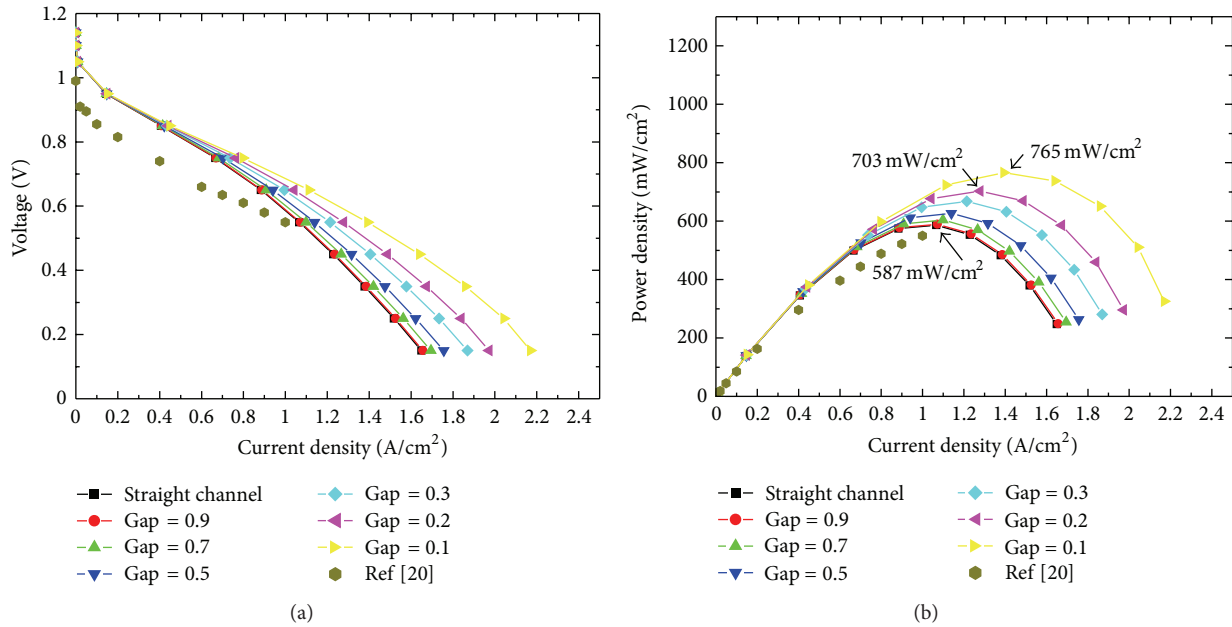 1.2
1
0.8
0.6
0.4
0.2
0
Voltage (V)
0 0.2 0.4 0.6 0.8 1 1.2 1.4 1.6 1.8 2 2.2 2.4
Current density (A/cm²)
Straight channel
Gap = 0.9
Gap = 0.7
Gap = 0.5
Gap = 0.3
Gap = 0.2
Gap = 0.1
Ref [20]
(a)
1200
1000
800
600
400
200
0
Power density (mW/cm²)
703 mW/cm²
765 mW/cm²
587 mW/cm²
0 0.2 0.4 0.6 0.8 1 1.2 1.4 1.6 1.8 2 2.2 2.4
Current density (A/cm²)
Straight channel
Gap = 0.9
Gap = 0.7
Gap = 0.5
Gap = 0.3
Gap = 0.2
Gap = 0.1
Ref [20]
(b)